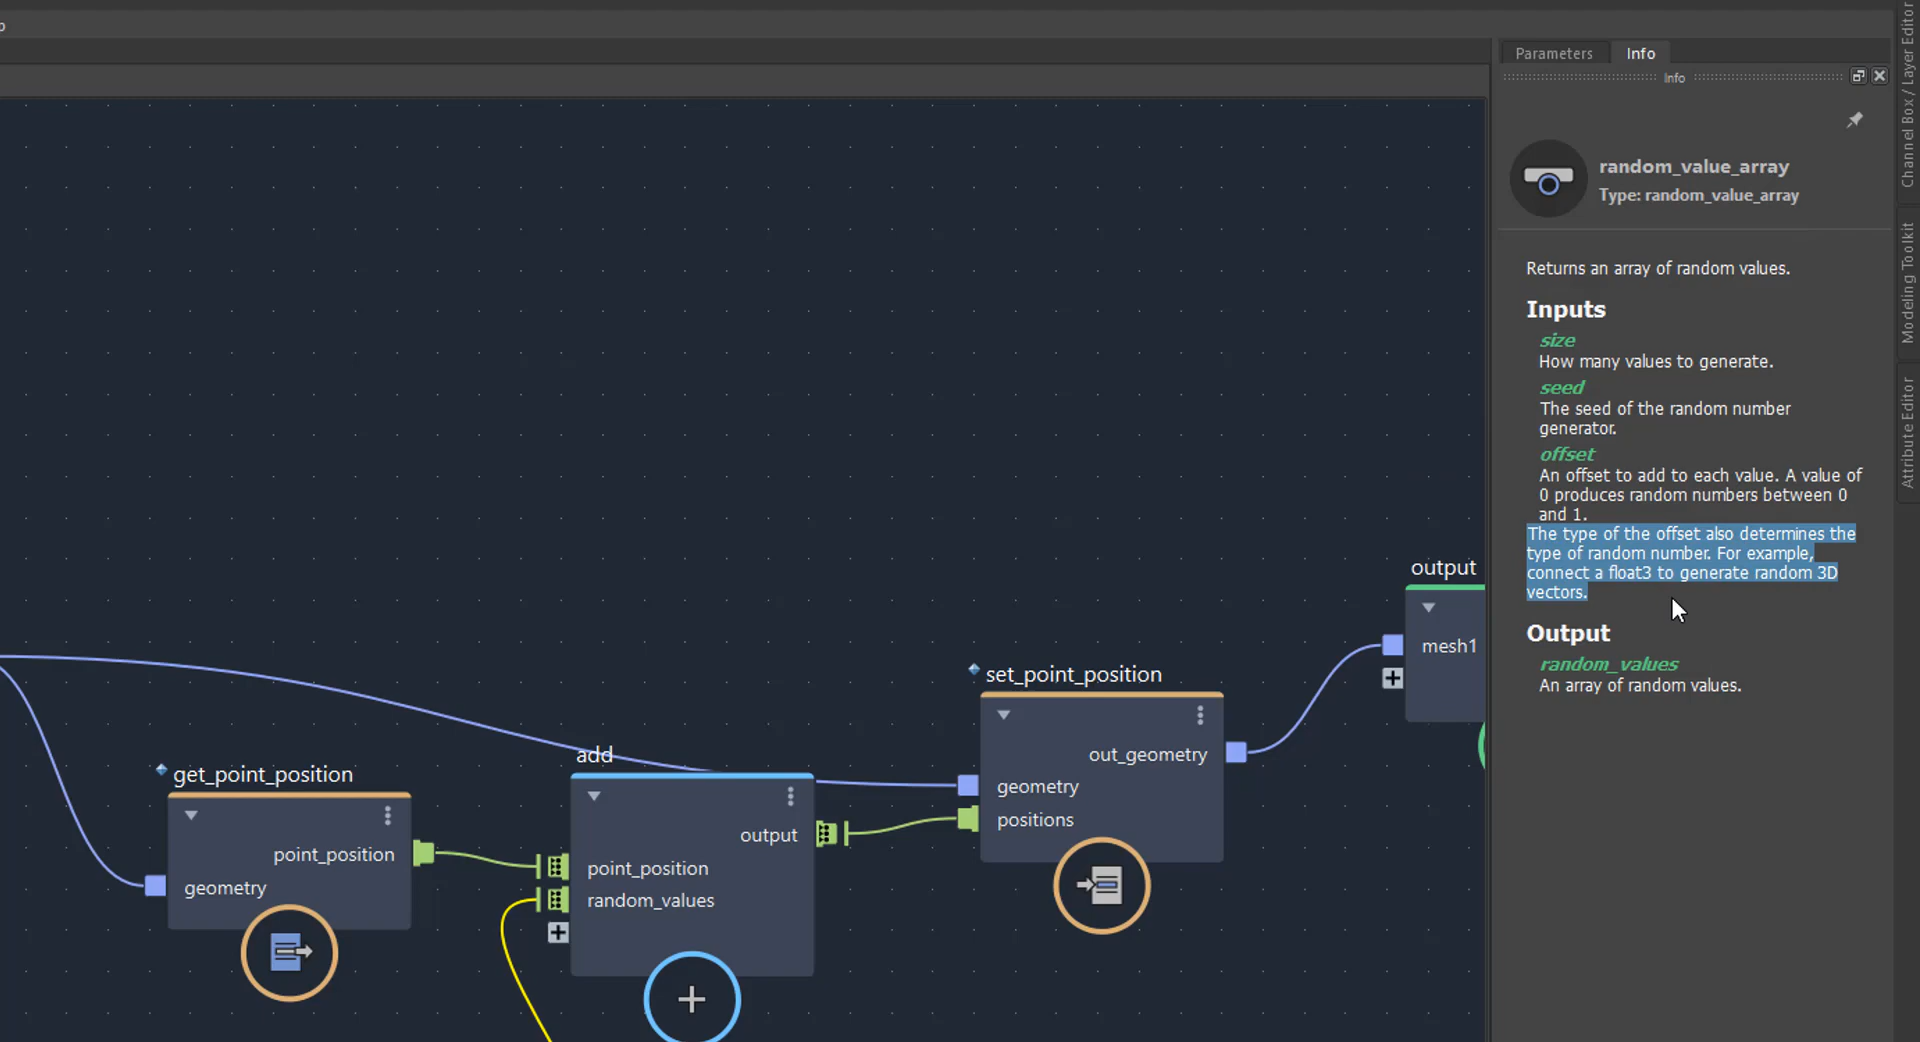 Parameters
Info
Info
Channel Box / Layer Editor
random_value_array
Type: random_value_array
Returns an array of random values.
Inputs
size
How many values to generate.
seed
The seed of the random number
generator.
offset
An offset to add to each value. A value of
0 produces random numbers between 0
and 1.
The type of the offset also determines the
type of random number. For example,
connect a float3 to generate random 3D
vectors.
Output
random_values
An array of random values.
Modeling Toolkit
Attribute Editor
output
mesh1
set_point_position
out_geometry
geometry
positions
add
output
point_position
random_values
get_point_position
point_position
geometry